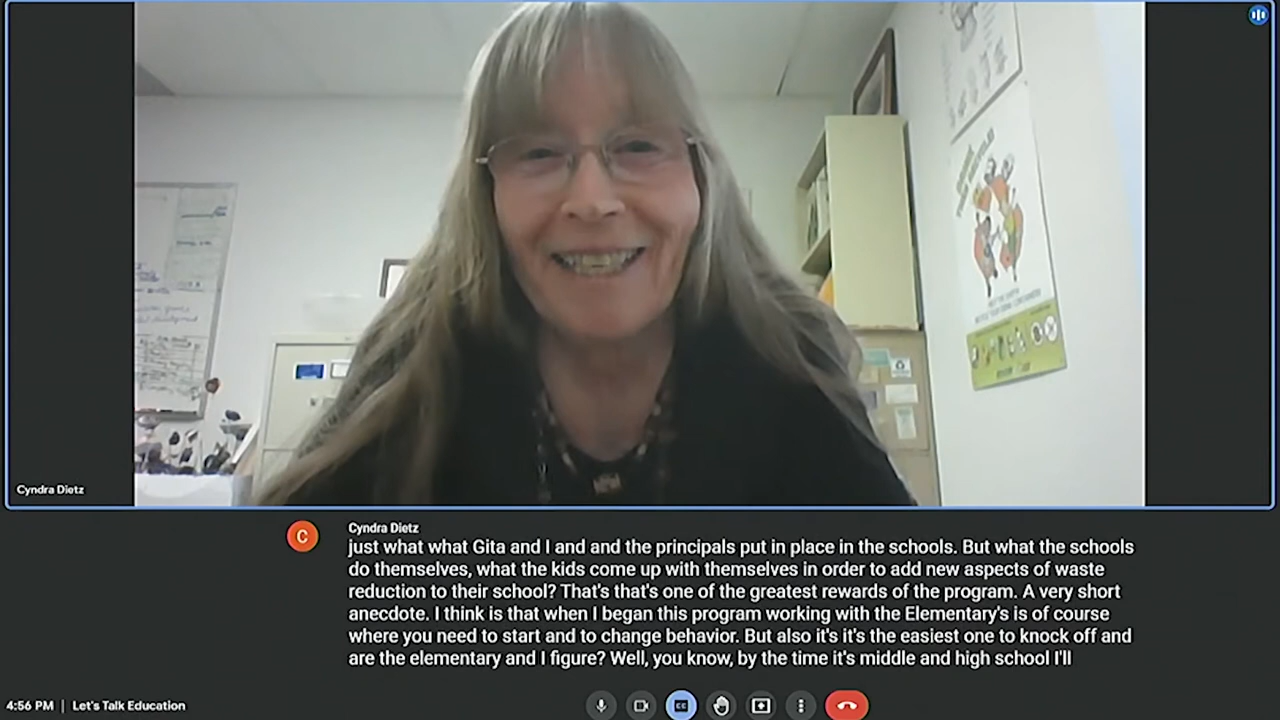 Cyndra Dietz
C
Cyndra Dietz
just what what Gita and I and and the principals put in place in the schools. But what the schools
do themselves, what the kids come up with themselves in order to add new aspects of waste
reduction to their school? That's that's one of the greatest rewards of the program. A very short
anecdote. I think is that when I began this program working with the Elementary's is of course
where you need to start and to change behavior. But also it's it's the easiest one to knock off and
are the elementary and I figure? Well, you know, by the time it's middle and high school I'll
4:56 PM | Let's Talk Education